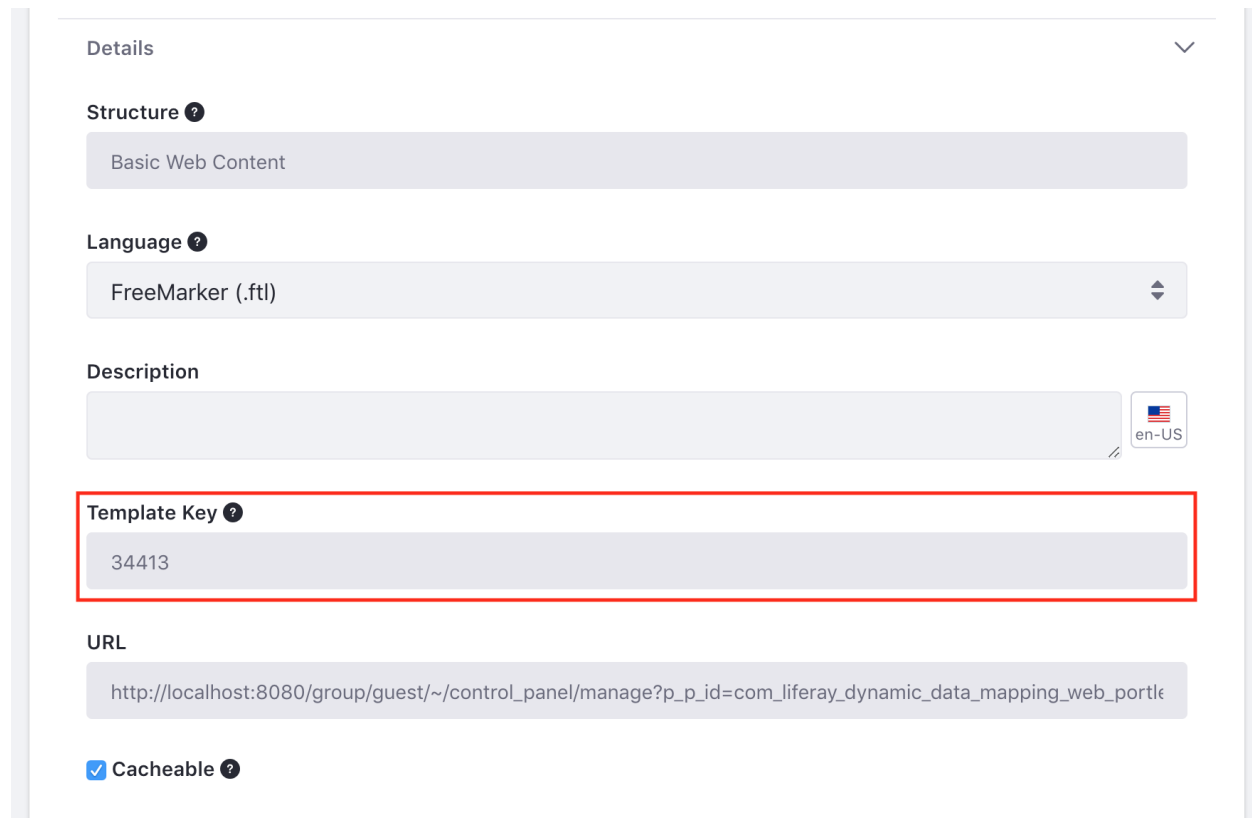 Details
Structure ?
Basic Web Content
Language ?
FreeMarker (.ftl)
Description
en-US
Template Key ?
34413
URL
http://localhost:8080/group/guest/~/control_panel/manage?p_p_id=com_liferay_dynamic_data_mapping_web_portle
Cacheable ?